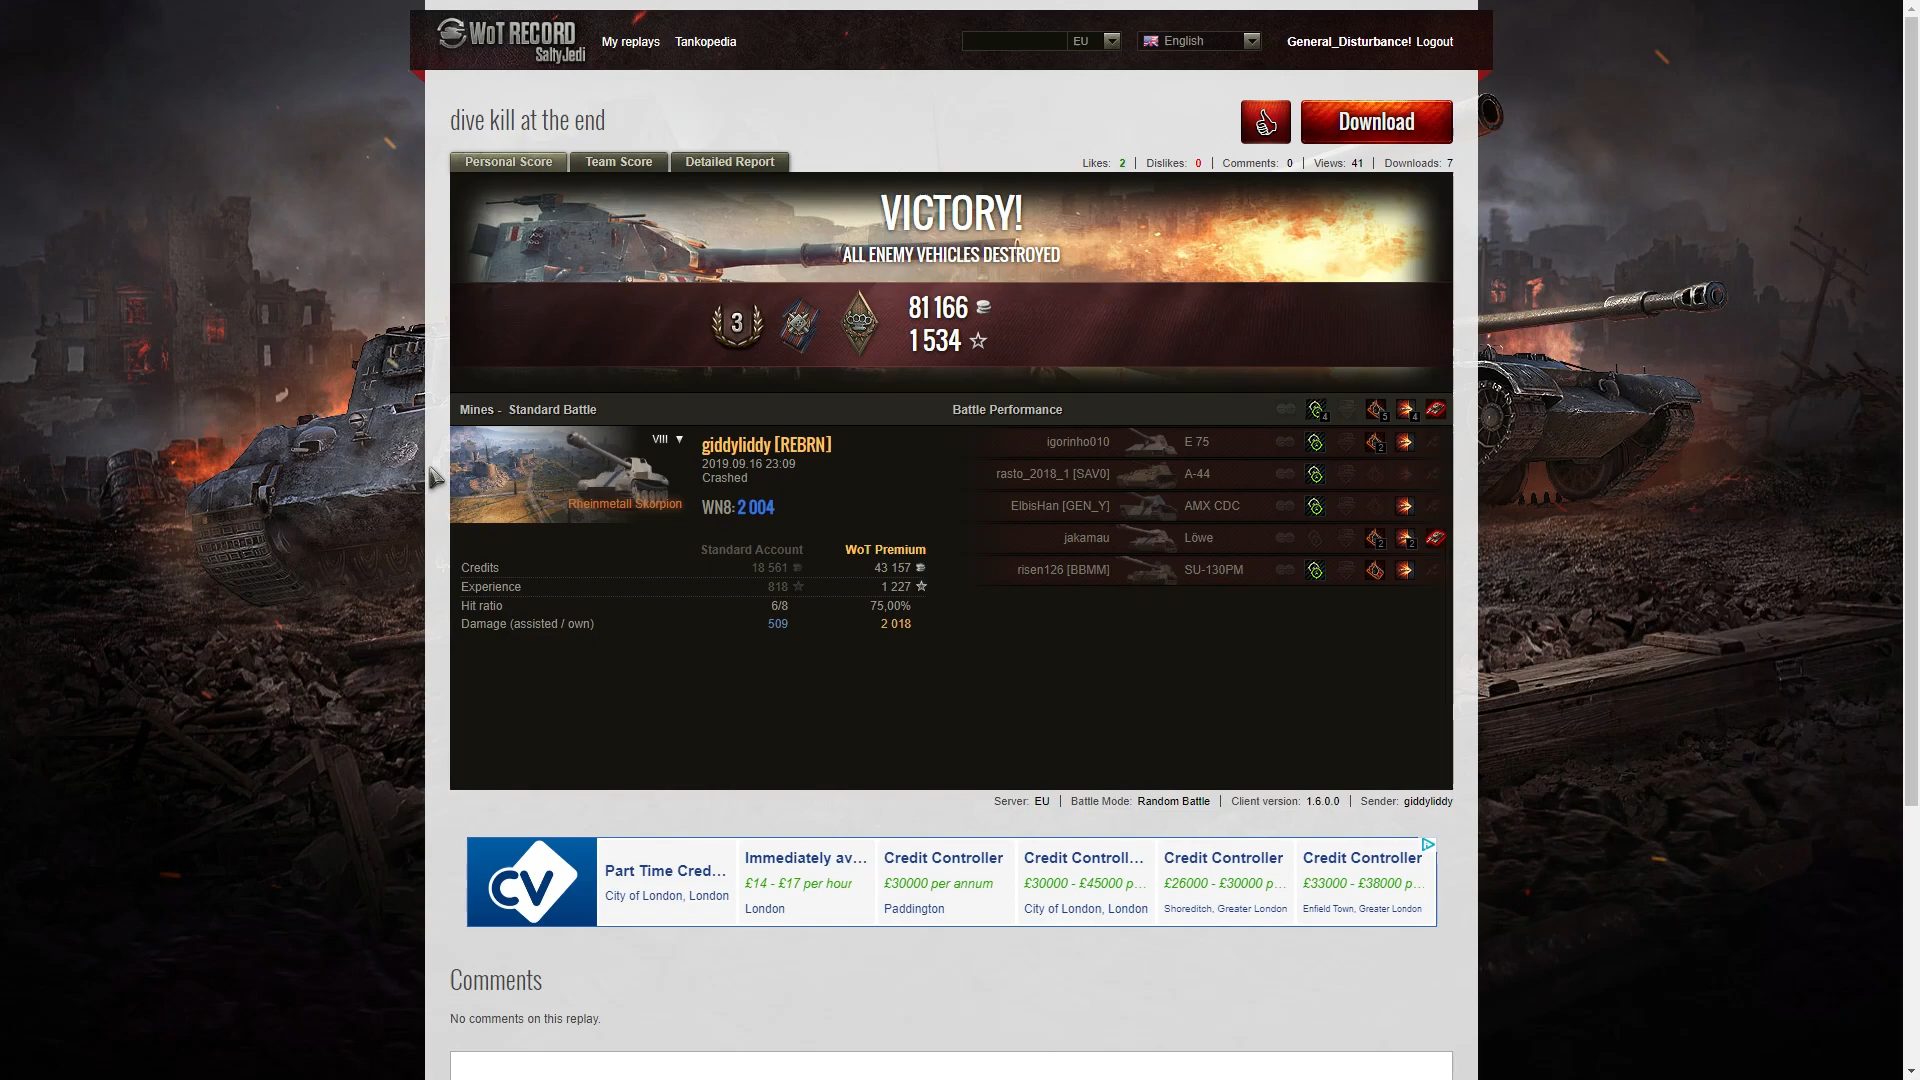 WoT RECORD
SaltyJedi
My replays Tankopedia
EU
English
General_Disturbance! Logout
dive kill at the end
Download
Personal Score Team Score Detailed Report
Likes: 2 | Dislikes: 0 | Comments: 0 | Views: 41 | Downloads: 7
VICTORY!
ALL ENEMY VEHICLES DESTROYED
3
81 166
1 534
Mines - Standard Battle
Battle Performance
4 5 4
VIII
giddyliddy [REBRN]
2019.09.16 23:09
Crashed
Rheinmetall Skorpion
WN8: 2 004
igorinho010 E 75 2
rasto_2018_1 [SAV0] A-44
ElbisHan [GEN_Y] AMX CDC
jakamau Löwe 2 2
risen126 [BBMM] SU-130PM
Standard Account WoT Premium
Credits 18 561 43 157
Experience 818 1 227
Hit ratio 6/8 75,00%
Damage (assisted / own) 509 2 018
Server: EU | Battle Mode: Random Battle | Client version: 1.6.0.0 | Sender: giddyliddy
CV
Part Time Cred...
City of London, London
Immediately av...
£14 - £17 per hour
London
Credit Controller
£30000 per annum
Paddington
Credit Controll...
£30000 - £45000 p...
City of London, London
Credit Controller
£26000 - £30000 p...
Shoreditch, Greater London
Credit Controller
£33000 - £38000 p...
Enfield Town, Greater London
Comments
No comments on this replay.